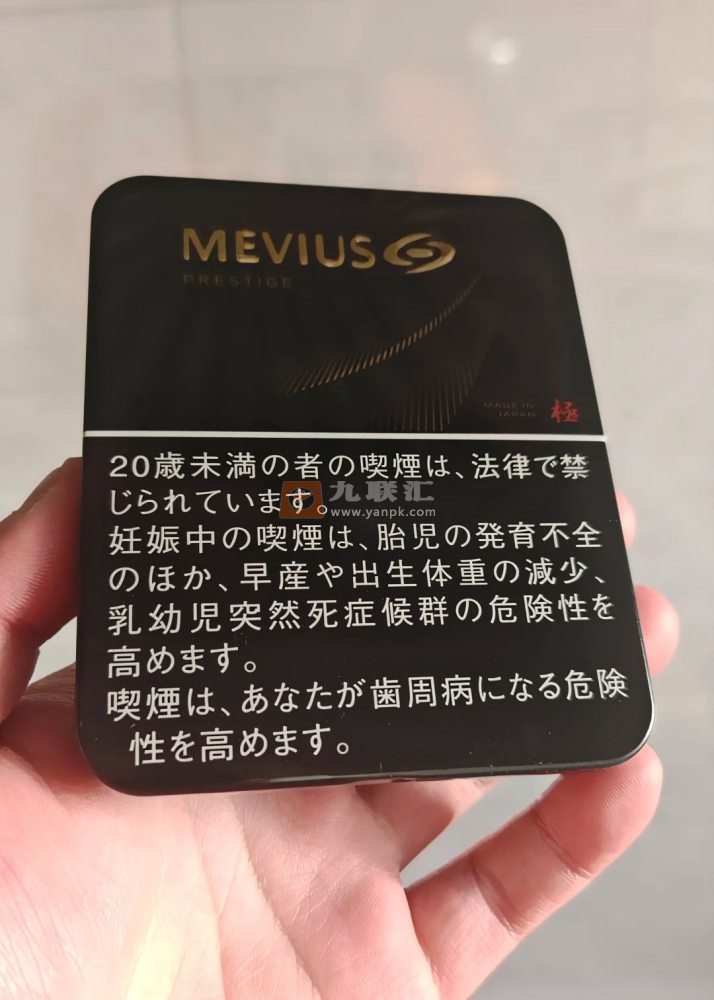 MEVIUS
PRESTIGE
MADE IN
JAPAN
極
20歳未満の者の喫煙は、法律で禁
じられています。
九联汇
www.yanpk.com
妊娠中の喫煙は、胎児の発育不全
のほか、早産や出生体重の減少、
乳幼児突然死症候群の危険性を
高めます。
喫煙は、あなたが歯周病になる危険
性を高めます。